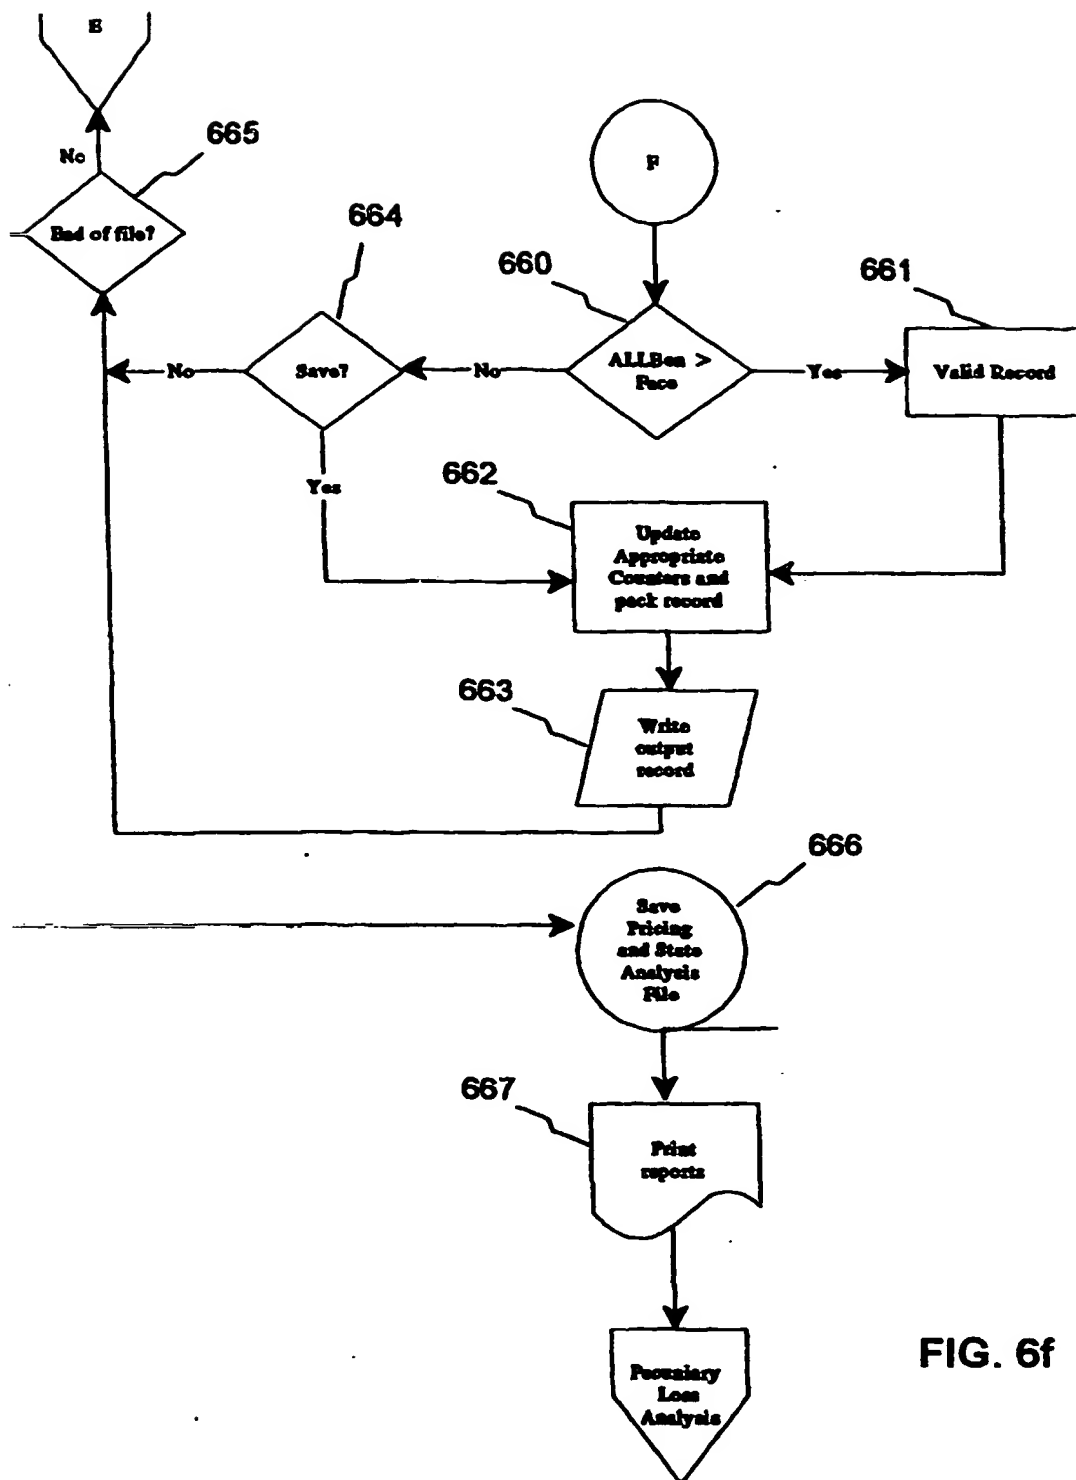 E
665
No
F
End of file?
664
660
661
ALLBen >
Face
Save?
No
No
Yes
Valid Record
Yes
662
Update
Appropriate
Counters and
pack record
663
Write
output
record
666
Save
Pricing
and State
Analysis
File
667
Print
reports
FIG. 6f
Pecuniary
Loss
Analysis